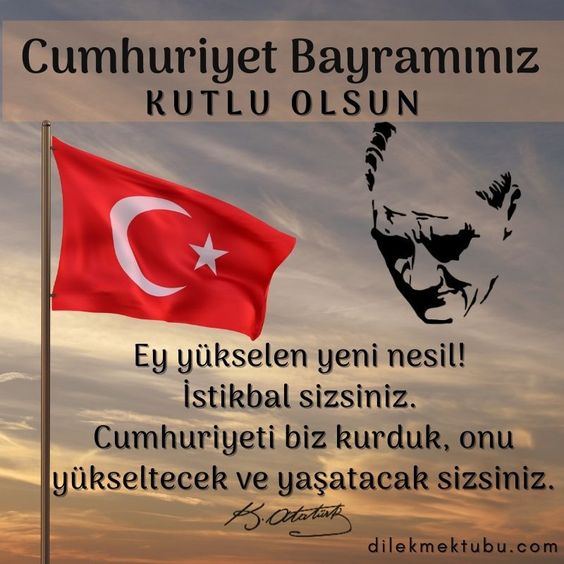 Cumhuriyet Bayramınız
KUTLU OLSUN
Ey yükselen yeni nesil!
İstikbal sizsiniz.
Cumhuriyeti biz kurduk, onu
yükseltecek ve yaşatacak sizsiniz.
K. Atatürk
dilekmektubu.com